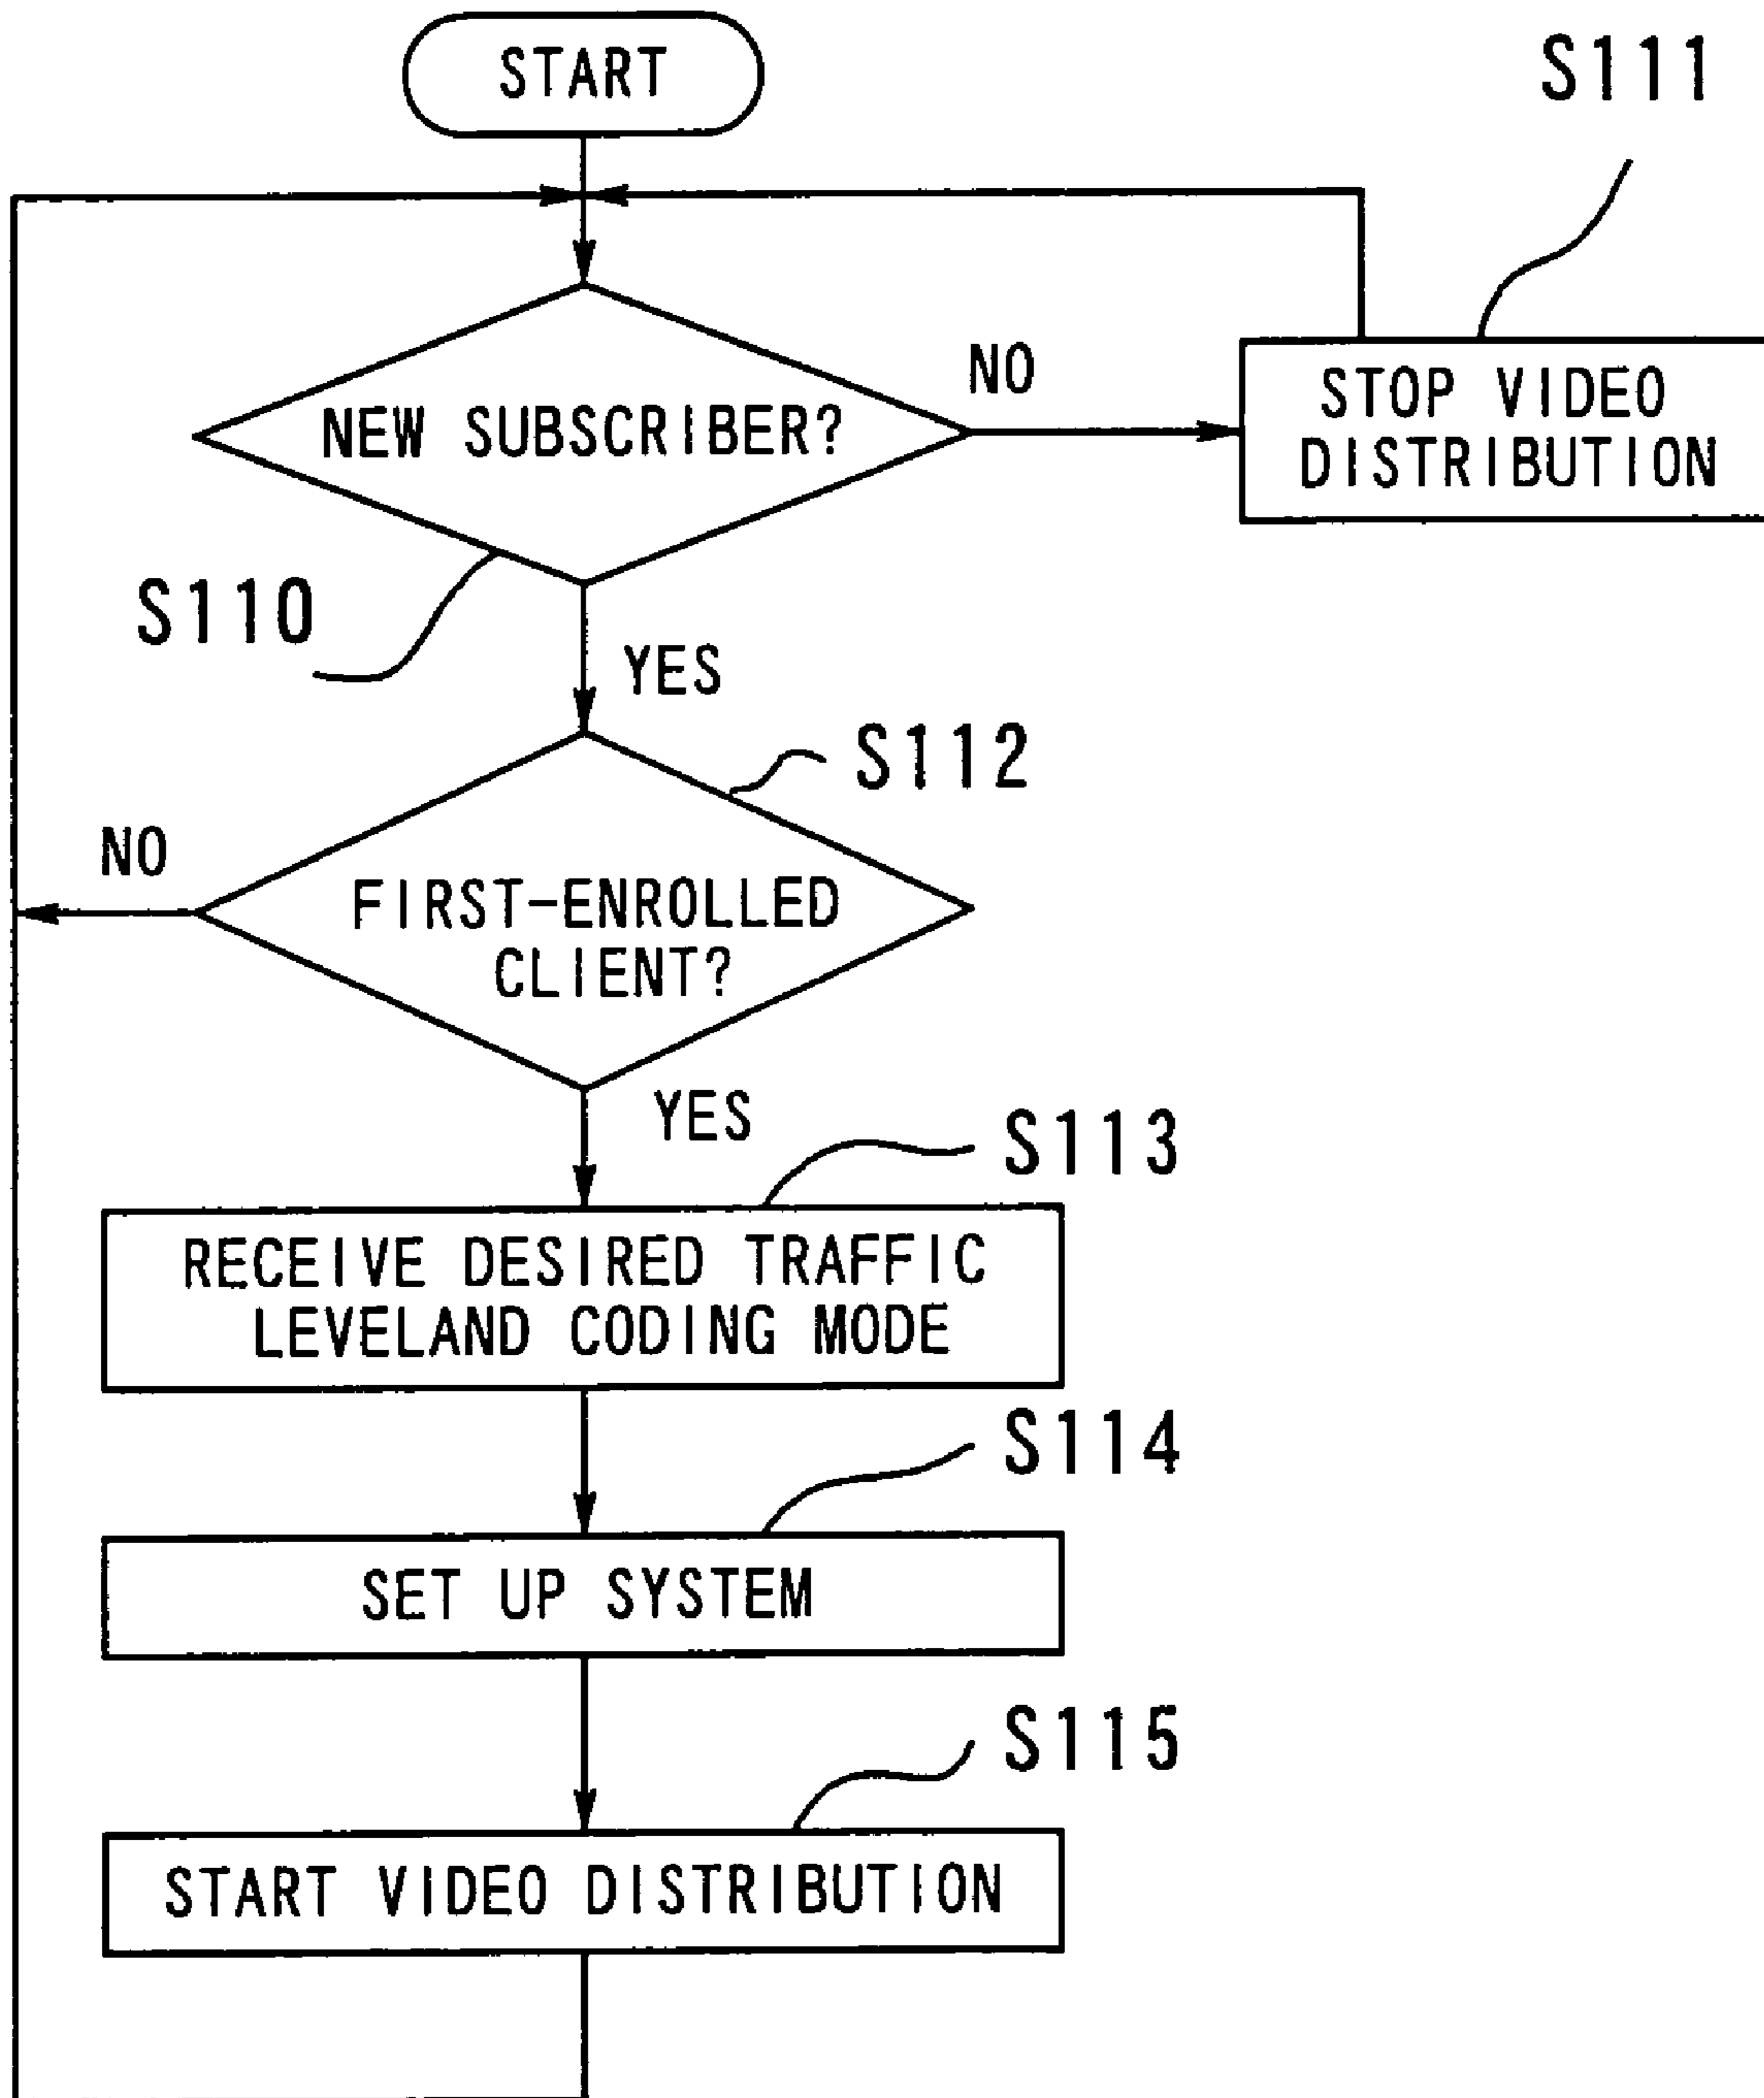 START
S111
NO
NEW SUBSCRIBER?
STOP VIDEO
DISTRIBUTION
S110
YES
S112
NO
FIRST-ENROLLED
CLIENT?
YES
S113
RECEIVE DESIRED TRAFFIC
LEVELAND CODING MODE
S114
SET UP SYSTEM
S115
START VIDEO DISTRIBUTION